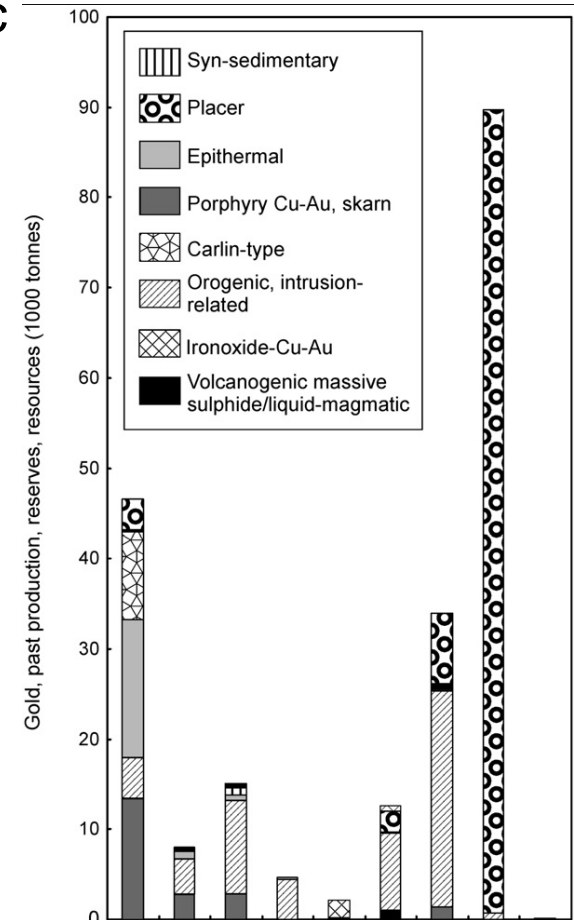 C
100
90
80
70
60
50
40
30
20
10
0
Gold, past production, reserves, resources (1000 tonnes)
Syn-sedimentary
Placer
Epithermal
Porphyry Cu-Au, skarn
Carlin-type
Orogenic, intrusion-
related
Ironoxide-Cu-Au
Volcanogenic massive
sulphide/liquid-magmatic